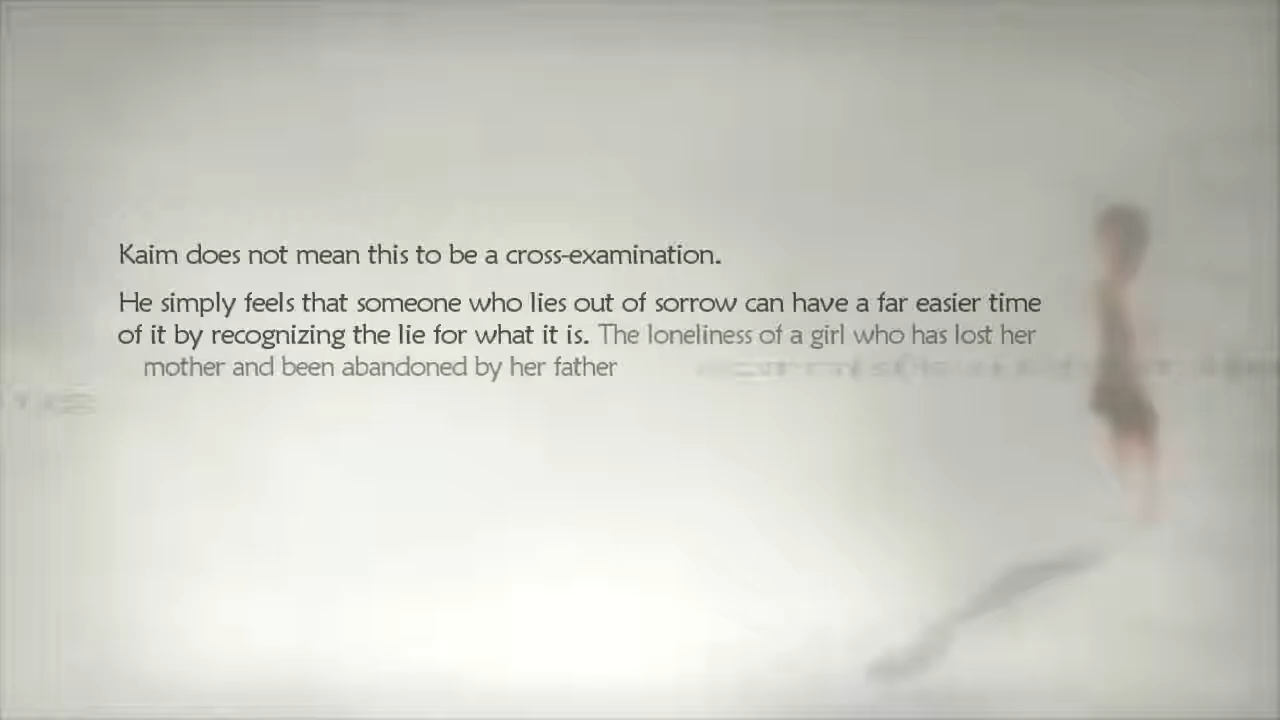 Kaim does not mean this to be a cross-examination.
He simply feels that someone who lies out of sorrow can have a far easier time
of it by recognizing the lie for what it is. The loneliness of a girl who has lost her
mother and been abandoned by her father